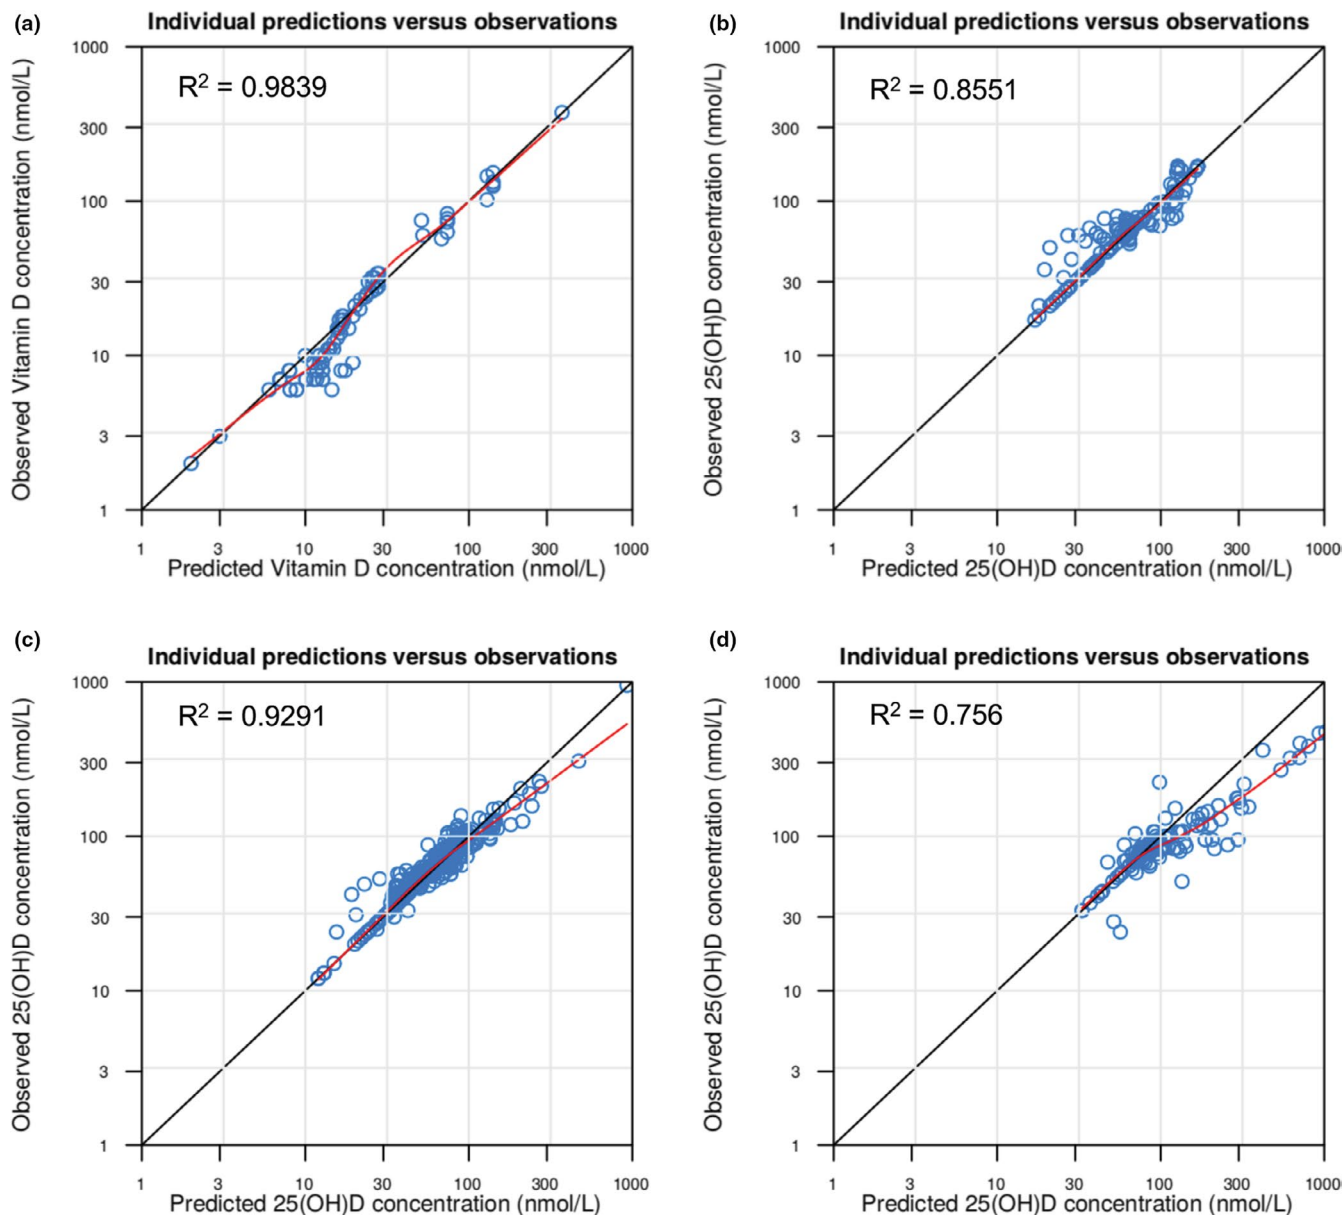 (a)
Individual predictions versus observations
R² = 0.9839
Observed Vitamin D concentration (nmol/L)
1000
300
100
30
10
3
1
1 3 10 30 100 300 1000
Predicted Vitamin D concentration (nmol/L)
(b)
Individual predictions versus observations
R² = 0.8551
Observed 25(OH)D concentration (nmol/L)
1000
300
100
30
10
3
1
1 3 10 30 100 300 1000
Predicted 25(OH)D concentration (nmol/L)
(c)
Individual predictions versus observations
R² = 0.9291
Observed 25(OH)D concentration (nmol/L)
1000
300
100
30
10
3
1
1 3 10 30 100 300 1000
Predicted 25(OH)D concentration (nmol/L)
(d)
Individual predictions versus observations
R² = 0.756
Observed 25(OH)D concentration (nmol/L)
1000
300
100
30
10
3
1
1 3 10 30 100 300 1000
Predicted 25(OH)D concentration (nmol/L)